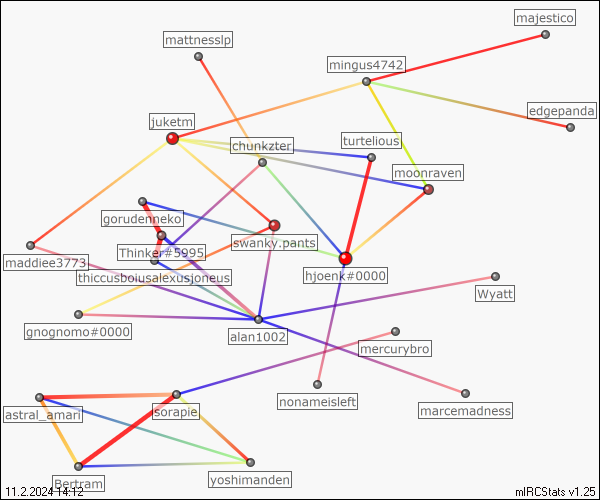 majestico
mattnesslp
mingus4742
edgepanda
juketm
chunkzter
turtelious
moonraven
gorudenneko
swanky.pants
Thinker#5995
maddiee3773
hjoenk#0000
thiccusbousalexusjoneus
Wyatt
gnognomo#0000
alan1002
mercurybro
nonameisleft
marcemadness
astral_amari
sorapie
yoshimanden
Bertram
11.2.2024 14:12
mIRCStats v1.25